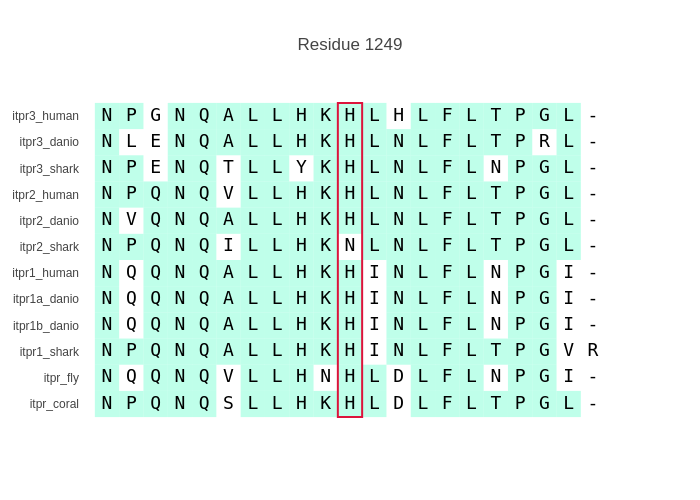 Residue 1249
itpr3_human N P G N Q A L L H K H L H L F L T P G L -
itpr3_danio N L E N Q A L L H K H L N L F L T P R L -
itpr3_shark N P E N Q T L L Y K H L N L F L N P G L -
itpr2_human N P Q N Q V L L H K H L N L F L T P G L -
itpr2_danio N V Q N Q A L L H K H L N L F L T P G L -
itpr2_shark N P Q N Q I L L H K N L N L F L T P G L -
itpr1_human N Q Q N Q A L L H K H I N L F L N P G I -
itpr1a_danio N Q Q N Q A L L H K H I N L F L N P G I -
itpr1b_danio N Q Q N Q A L L H K H I N L F L N P G I -
itpr1_shark N P Q N Q A L L H K H I N L F L T P G V R
itpr_fly N Q Q N Q V L L H N H L D L F L N P G I -
itpr_coral N P Q N Q S L L H K H L D L F L T P G L -